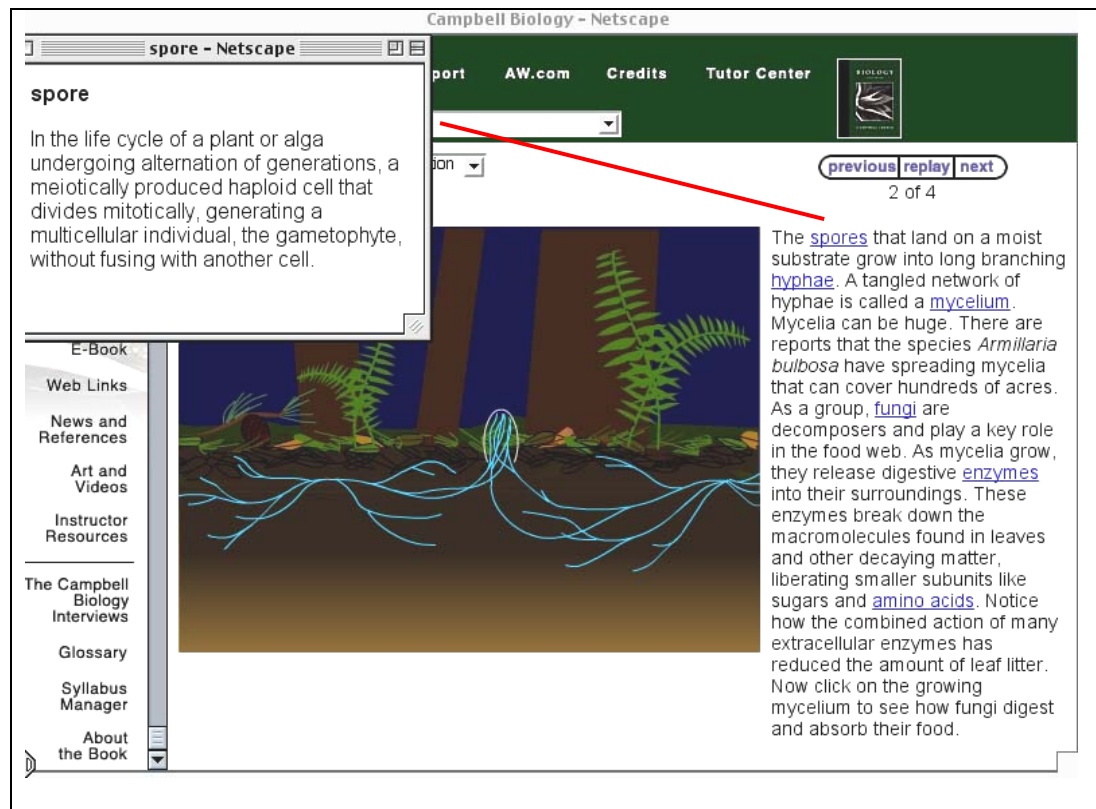 Campbell Biology – Netscape
spore – Netscape
spore
In the life cycle of a plant or alga
undergoing alternation of generations, a
meiotically produced haploid cell that
divides mitotically, generating a
multicellular individual, the gametophyte,
without fusing with another cell.
port AW.com Credits Tutor Center
BIOLOGY
ion
previous replay next
2 of 4
The spores that land on a moist
substrate grow into long branching
hyphae. A tangled network of
hyphae is called a mycelium.
Mycelia can be huge. There are
reports that the species Armillaria
bulbosa have spreading mycelia
that can cover hundreds of acres.
As a group, fungi are
decomposers and play a key role
in the food web. As mycelia grow,
they release digestive enzymes
into their surroundings. These
enzymes break down the
macromolecules found in leaves
and other decaying matter,
liberating smaller subunits like
sugars and amino acids. Notice
how the combined action of many
extracellular enzymes has
reduced the amount of leaf litter.
Now click on the growing
mycelium to see how fungi digest
and absorb their food.
E-Book
Web Links
News and
References
Art and
Videos
Instructor
Resources
The Campbell
Biology
Interviews
Glossary
Syllabus
Manager
About
the Book